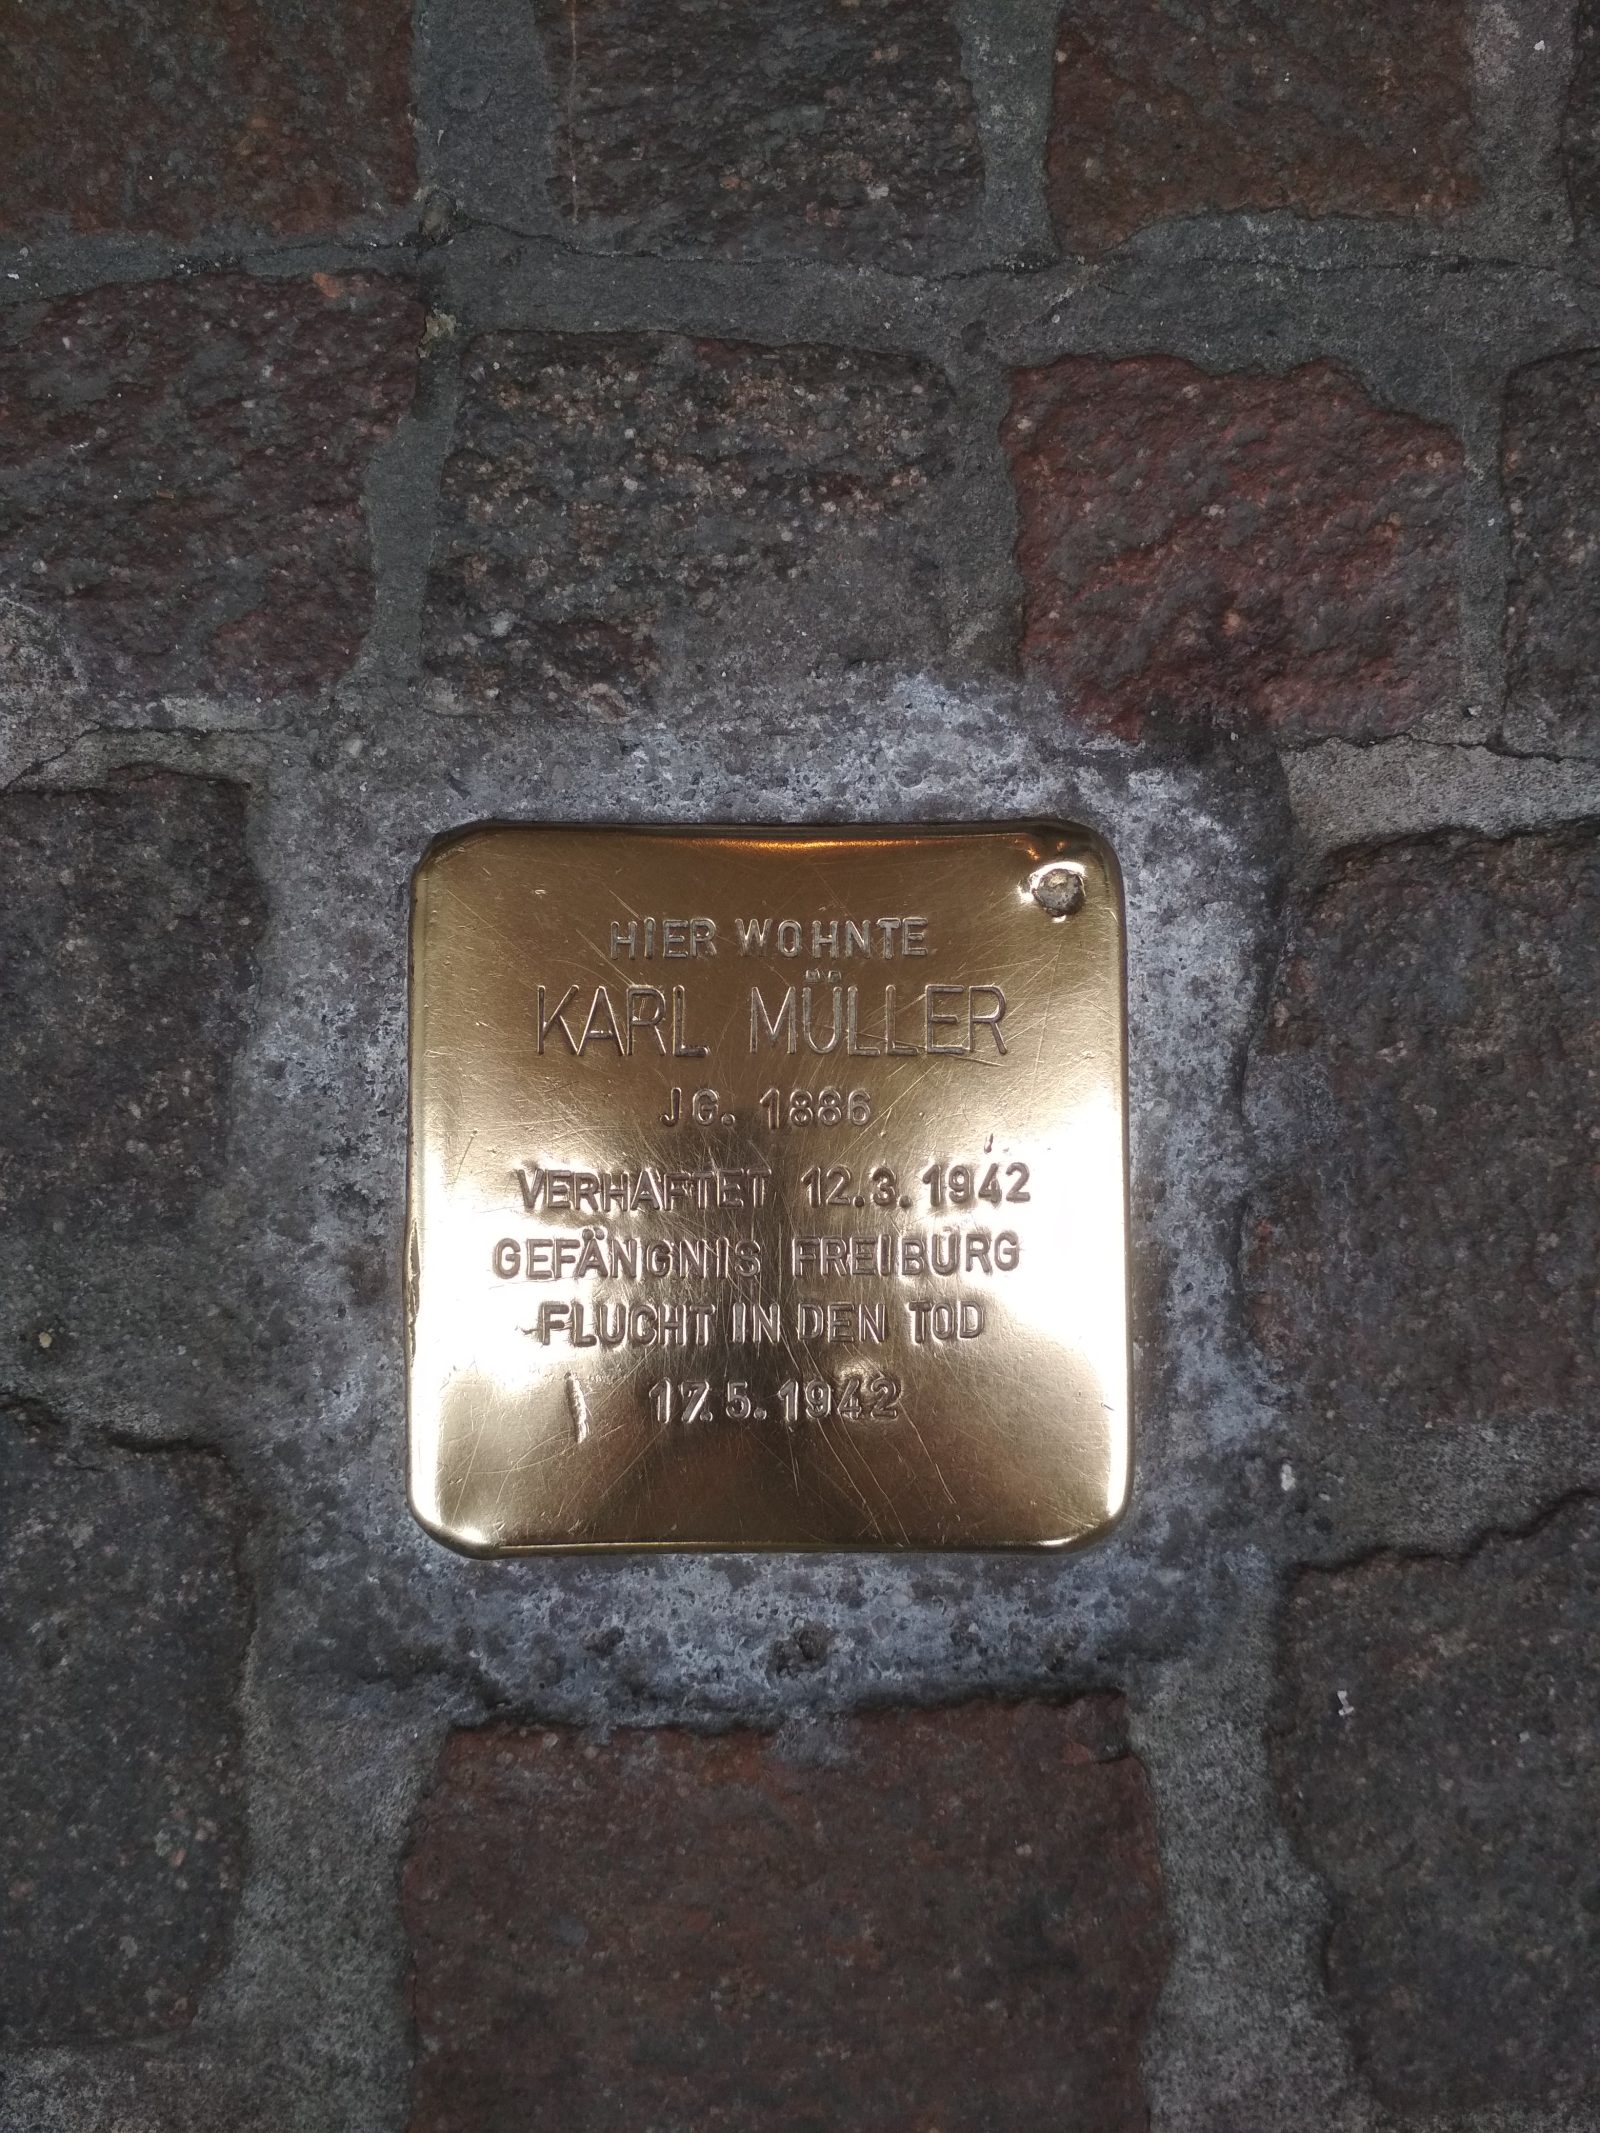 HIER WOHNTE
KARL MÜLLER
JG. 1886
VERHAFTET 12.3.1942
GEFÄNGNIS FREIBURG
FLUCHT IN DEN TOD
17.5.1942